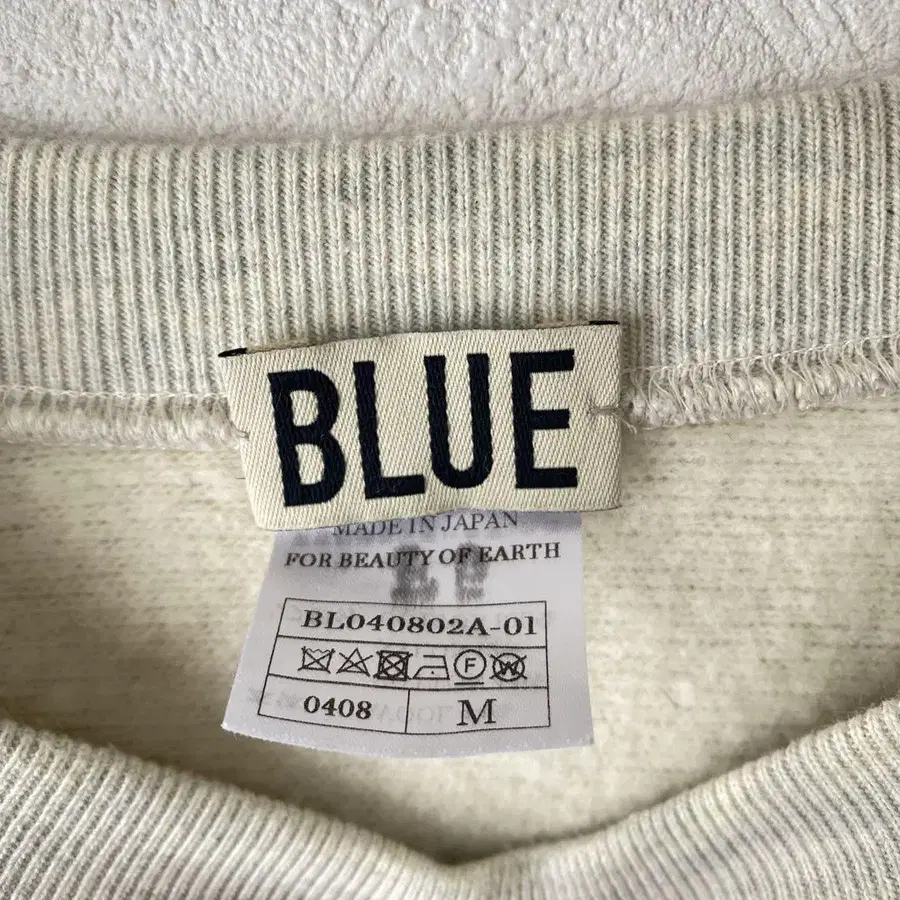 BLUE
MADE IN JAPAN
FOR BEAUTY OF EARTH
BL040802A-01
F W
0408 M